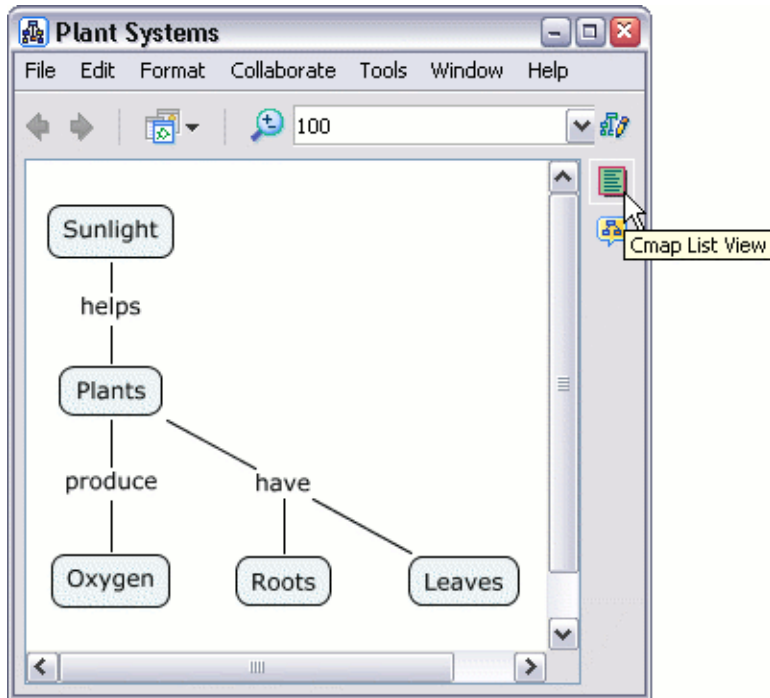 Plant Systems
File Edit Format Collaborate Tools Window Help
100
Cmap List View
Sunlight
helps
Plants
produce have
Oxygen Roots Leaves